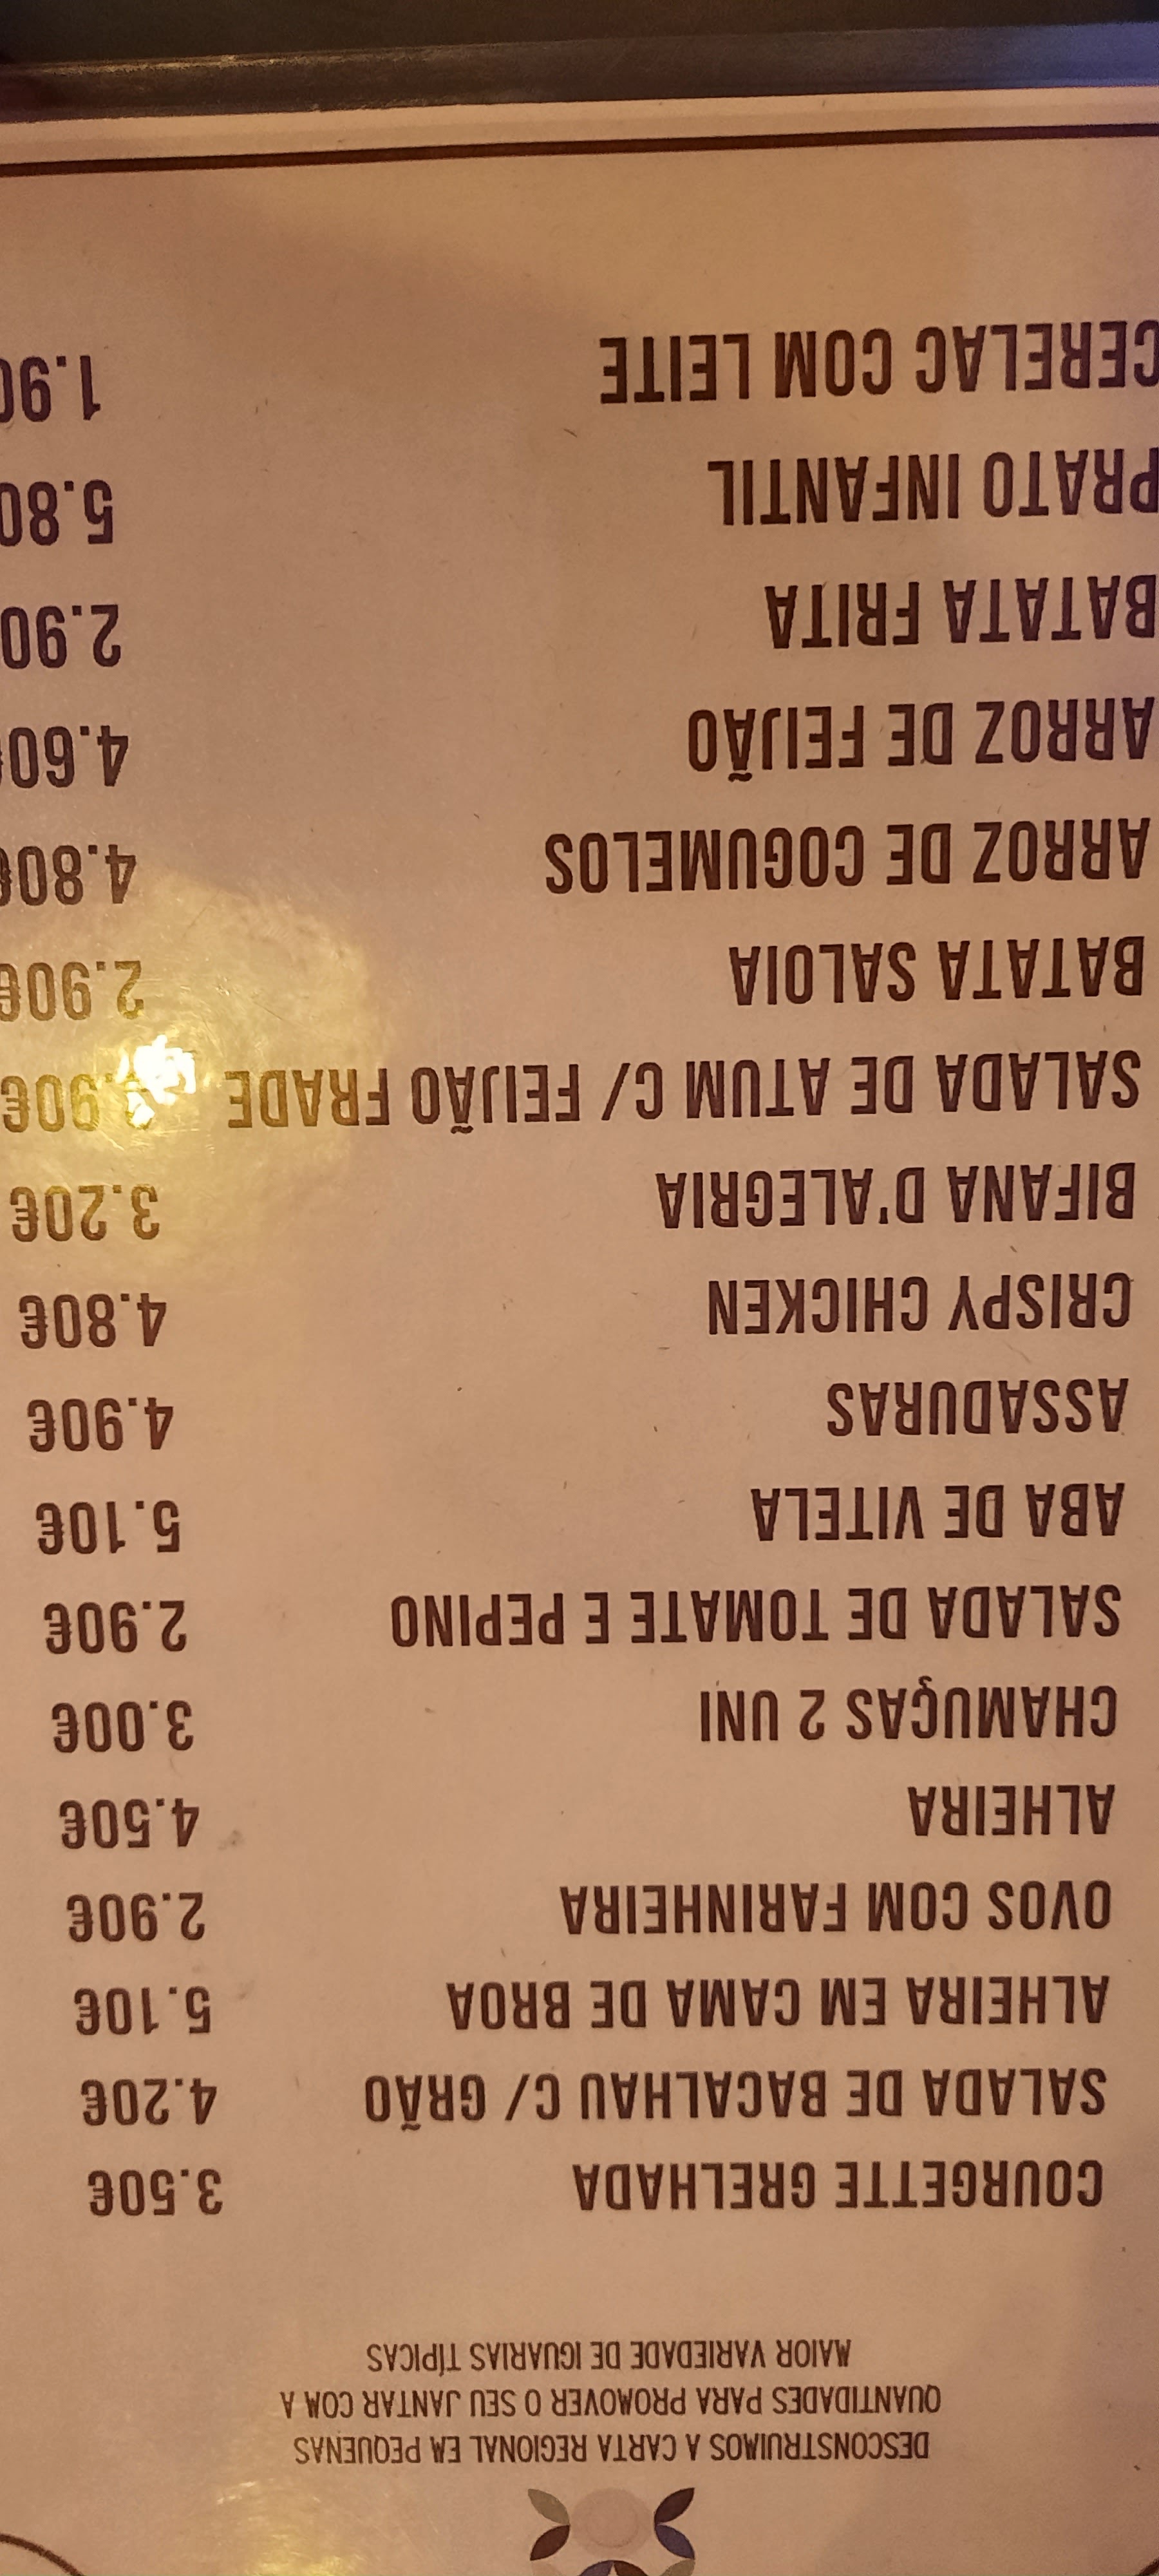 DESCONSTRUIMOS A CARTA REGIONAL EM PEQUENAS
QUANTIDADES PARA PROMOVER O SEU JANTAR COM A
MAIOR VARIEDADE DE IGUARIAS TÍPICAS
COURGETTE GRELHADA 3.50€
SALADA DE BACALHAU C/ GRÃO 4.20€
ALHEIRA EM CAMA DE BROA 5.10€
OVOS COM FARINHEIRA 2.90€
ALHEIRA 4.50€
CHAMUÇAS 2 UNI 3.00€
SALADA DE TOMATE E PEPINO 2.90€
ABA DE VITELA 5.10€
ASSADURAS 4.90€
CRISPY CHICKEN 4.80€
BIFANA D'ALEGRIA 3.20€
SALADA DE ATUM C/ FEIJÃO FRADE
BATATA SALOIA 2.90€
ARROZ DE COGUMELOS 4.80€
ARROZ DE FEIJÃO 4.60€
BATATA FRITA 2.90
PRATO INFANTIL 5.80
CERELAC COM LEITE 1.90